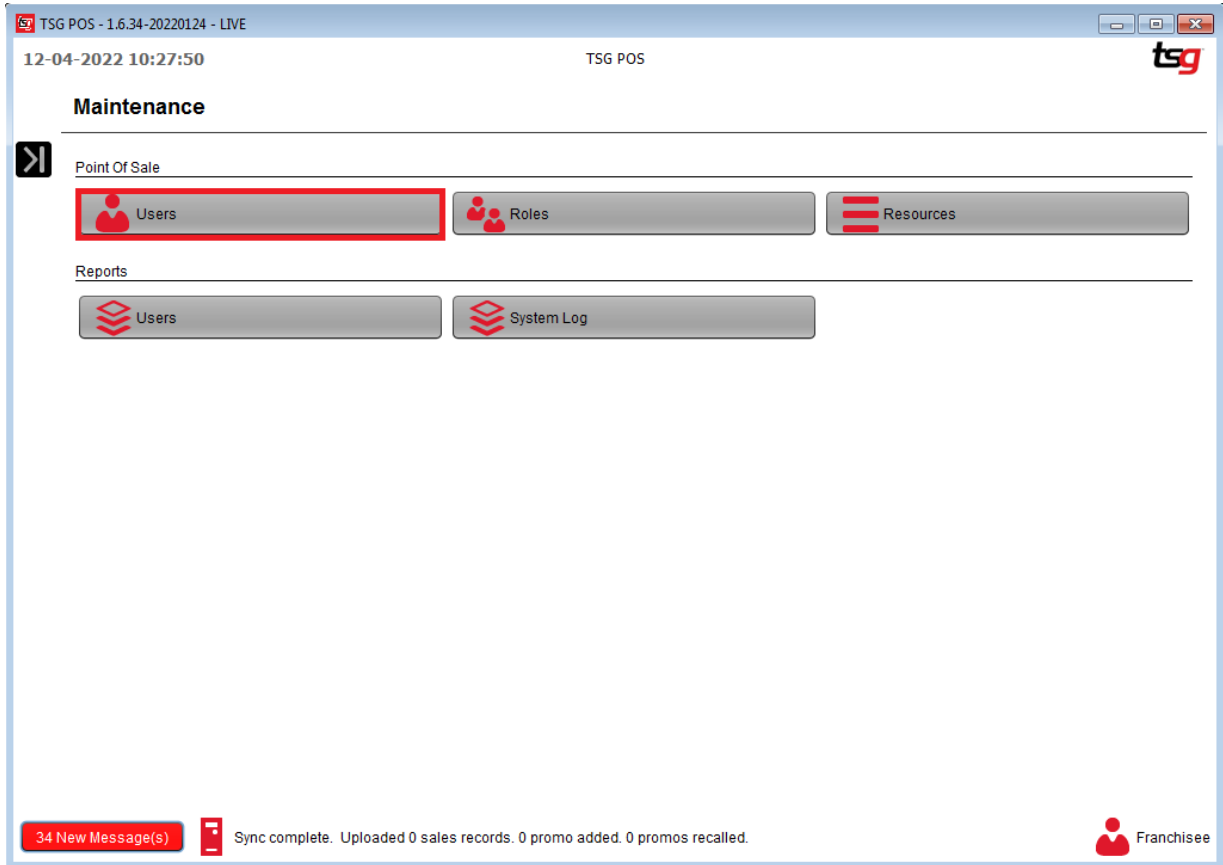 TSG POS - 1.6.34-20220124 - LIVE
12-04-2022 10:27:50 TSG POS tsg
Maintenance
Point Of Sale
Users Roles Resources
Reports
Users System Log
34 New Message(s) Sync complete. Uploaded 0 sales records. 0 promo added. 0 promos recalled. Franchisee